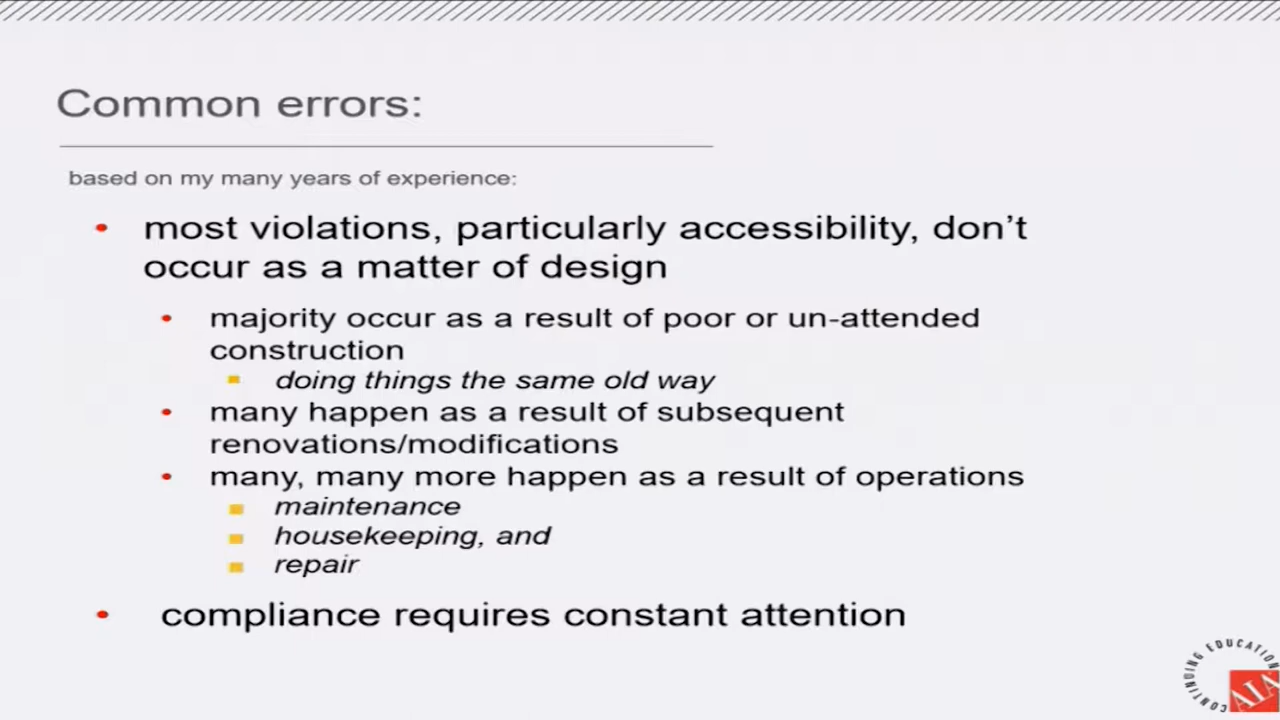 Common errors:
based on my many years of experience:
• most violations, particularly accessibility, don't
occur as a matter of design
• majority occur as a result of poor or un-attended
construction
▪ doing things the same old way
• many happen as a result of subsequent
renovations/modifications
• many, many more happen as a result of operations
▪ maintenance
▪ housekeeping, and
▪ repair
• compliance requires constant attention
CONTINUING EDUCATION
AIA